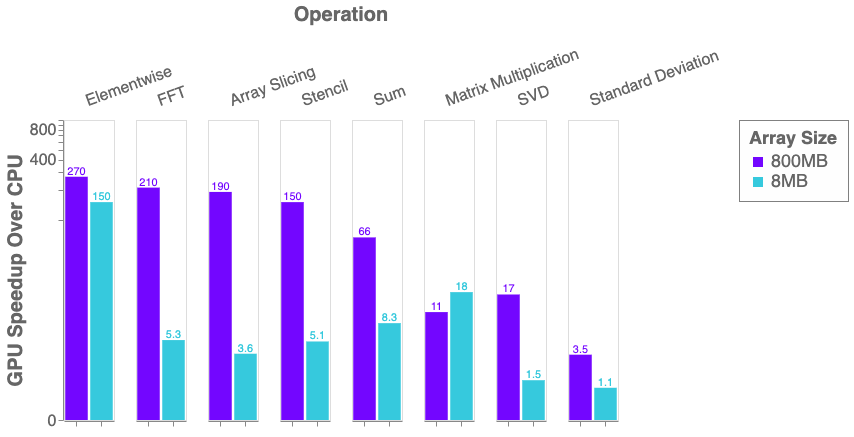 Operation
Elementwise
FFT
Array Slicing
Stencil
Sum
Matrix Multiplication
SVD
Standard Deviation
GPU Speedup Over CPU
800
400
0
270
150
210
5.3
190
3.6
150
5.1
66
8.3
11
18
17
1.5
3.5
1.1
Array Size
800MB
8MB